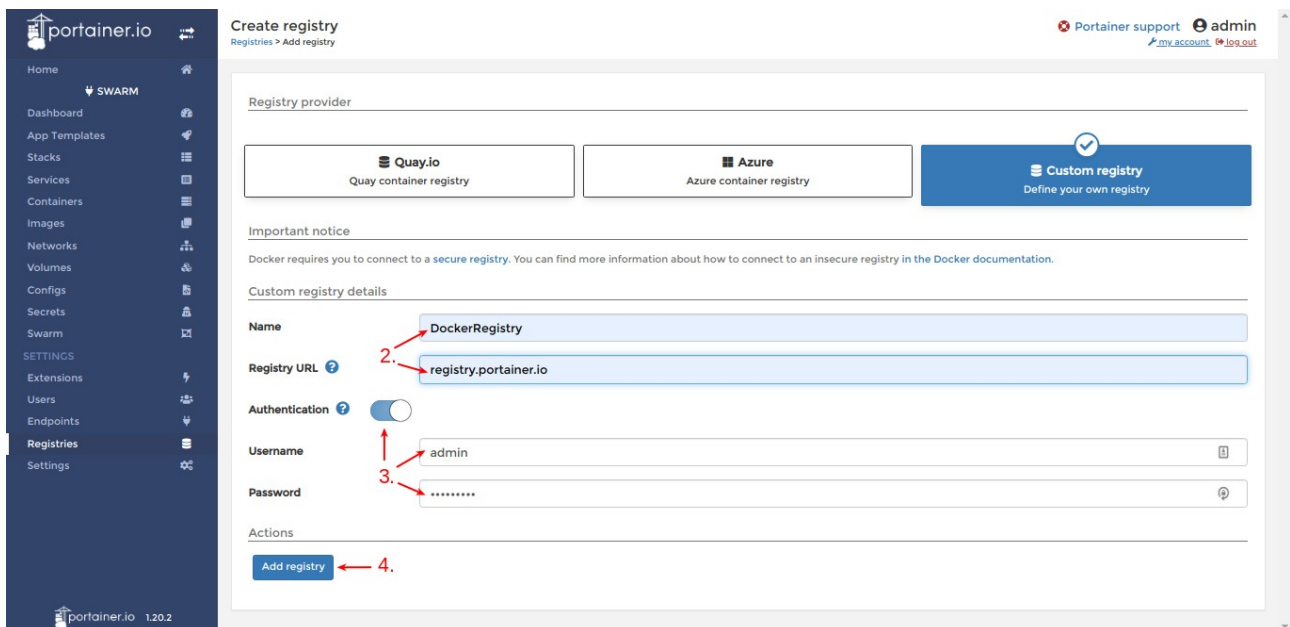 portainer.io
Home
SWARM
Dashboard
App Templates
Stacks
Services
Containers
Images
Networks
Volumes
Configs
Secrets
Swarm
SETTINGS
Extensions
Users
Endpoints
Registries
Settings
portainer.io 1.20.2
Create registry
Registries > Add registry
Portainer support admin
my account log out
Registry provider
Quay.io
Quay container registry
Azure
Azure container registry
Custom registry
Define your own registry
Important notice
Docker requires you to connect to a secure registry. You can find more information about how to connect to an insecure registry in the Docker documentation.
Custom registry details
Name DockerRegistry
2.
Registry URL ? registry.portainer.io
Authentication ?
Username admin
3.
Password •••••••••
Actions
Add registry 4.